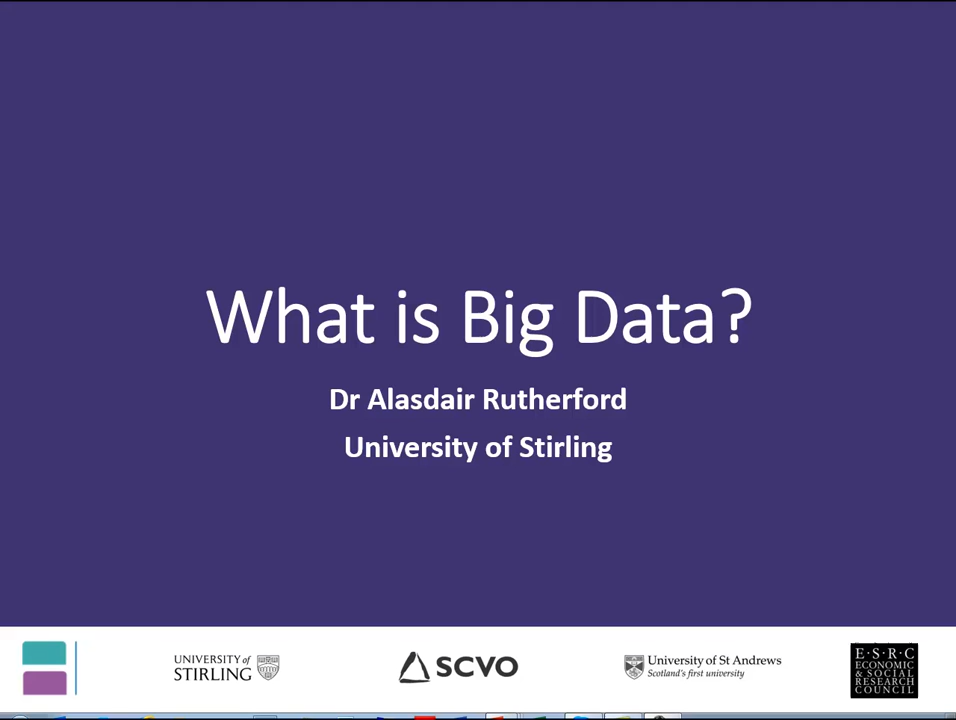 What is Big Data?
Dr Alasdair Rutherford
University of Stirling
UNIVERSITY of
STIRLING
SCVO
University of St Andrews
Scotland's first university
E·S·R·C
ECONOMIC
& SOCIAL
RESEARCH
COUNCIL